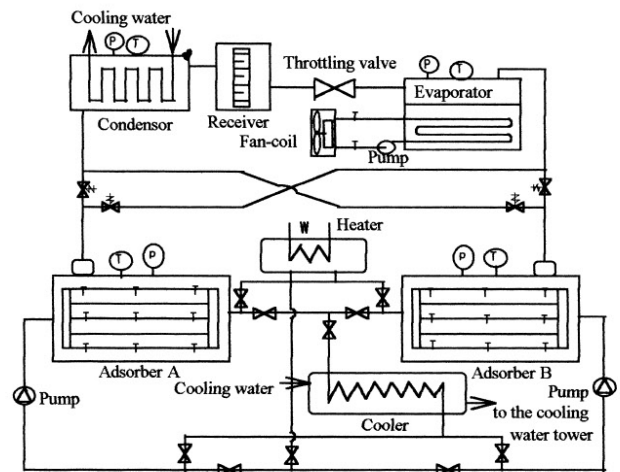 Cooling water
P T
P T
Throttling valve
Evaporator
Condensor
Receiver
Fan-coil
Pump
W Heater
T P
P T
Adsorber A
Adsorber B
Cooling water
Pump
Pump
Cooler
to the cooling
water tower